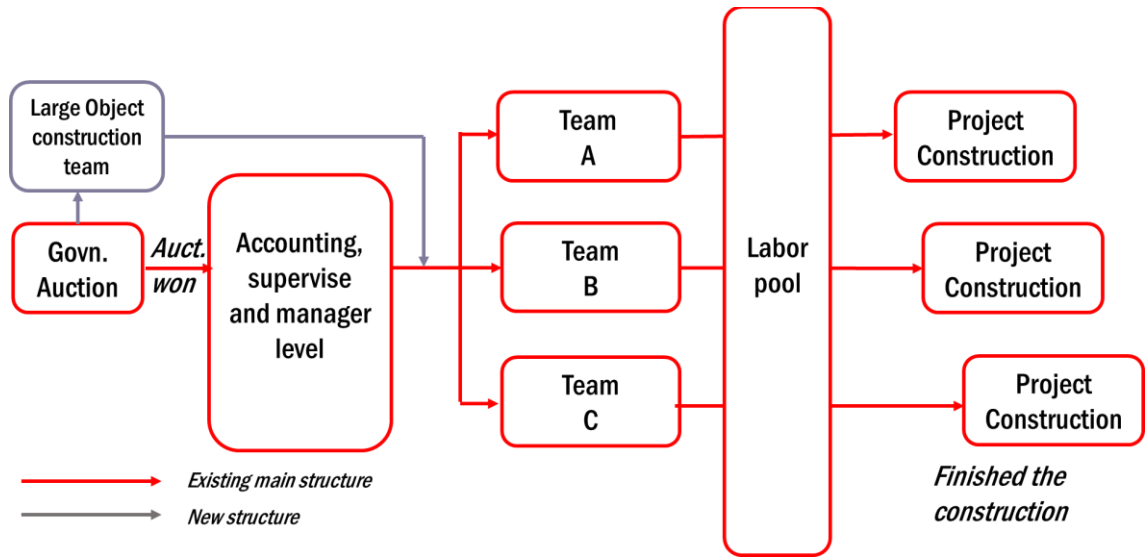 Large Object
construction
team
Govn.
Auction
Auct.
won
Accounting,
supervise
and manager
level
Team
A
Team
B
Team
C
Labor
pool
Project
Construction
Project
Construction
Project
Construction
Finished the
construction
Existing main structure
New structure